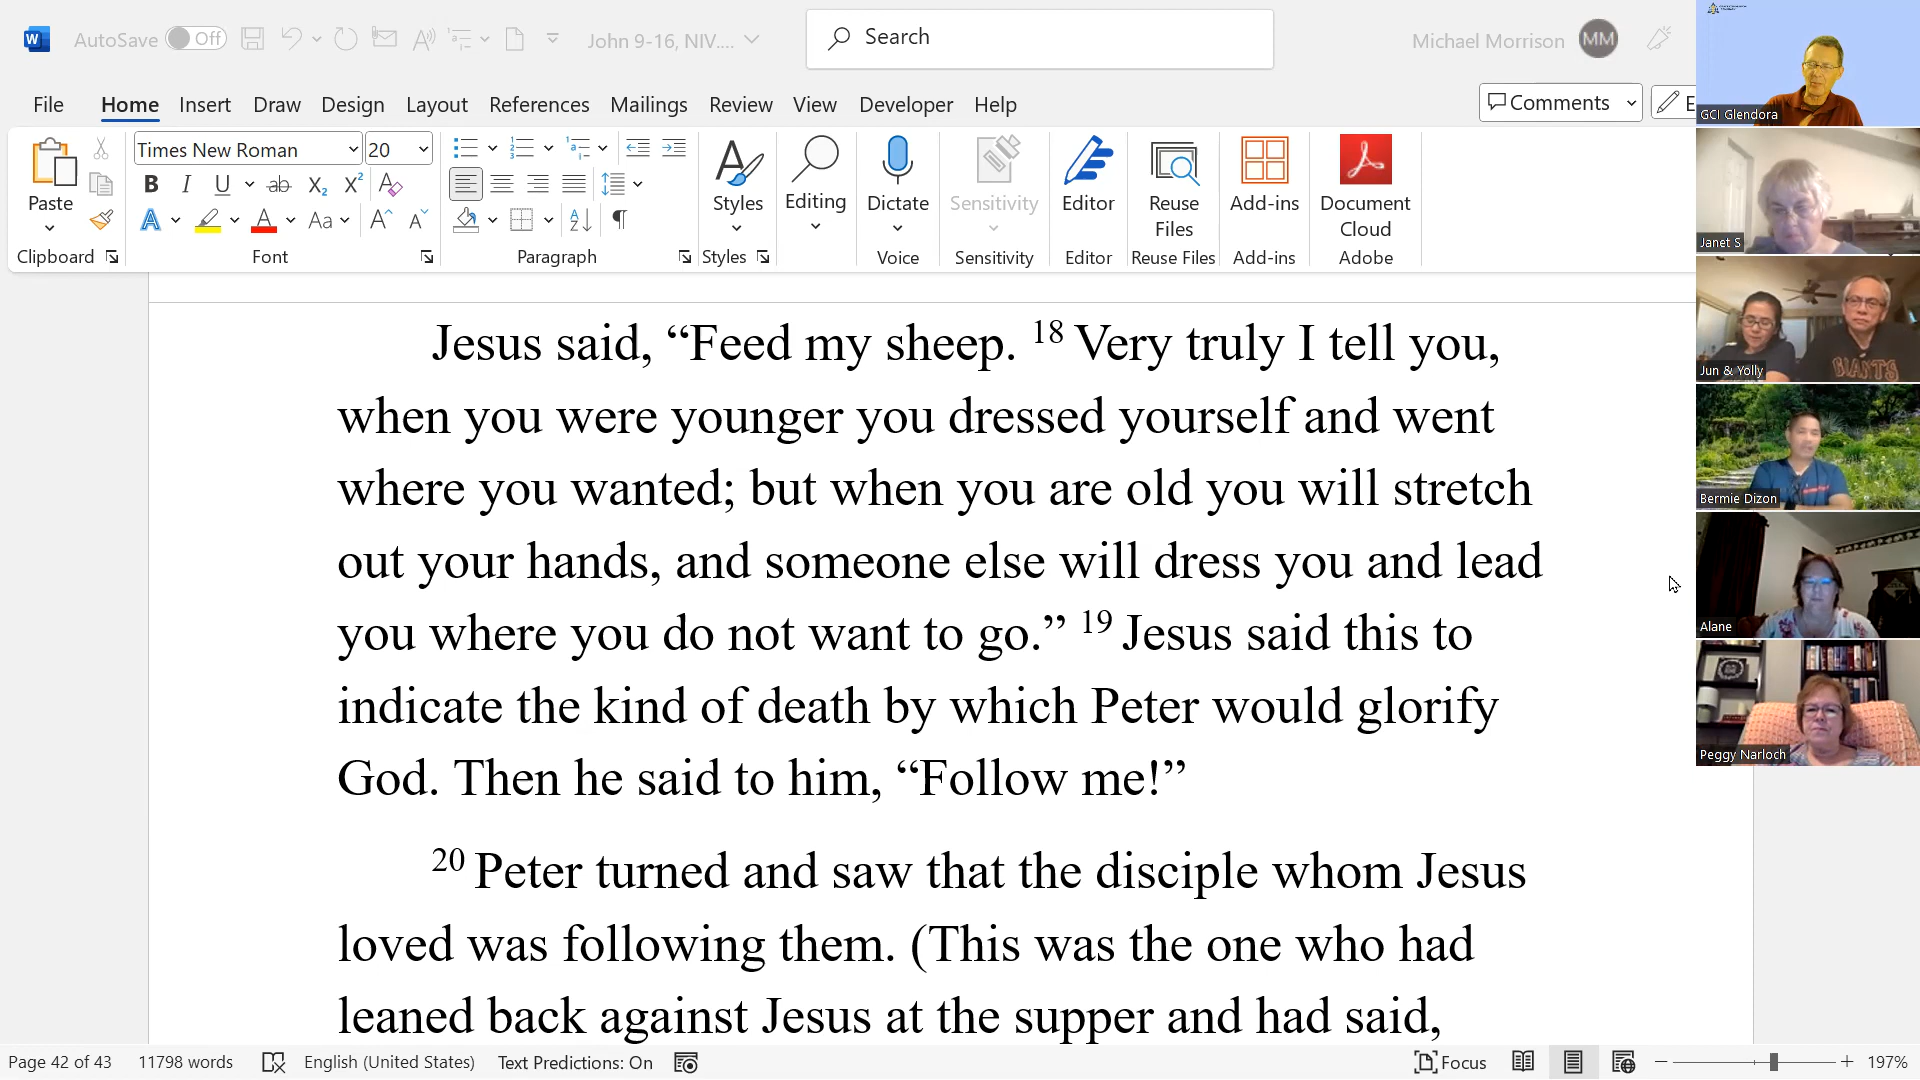 AutoSave Off
John 9-16, NIV....
Search
Michael Morrison MM
File Home Insert Draw Design Layout References Mailings Review View Developer Help
Comments
Paste
Clipboard
Times New Roman 20
Font
Paragraph
Styles
Styles
Editing
Dictate
Voice
Sensitivity
Sensitivity
Editor
Editor
Reuse
Files
Reuse Files
Add-ins
Add-ins
Document
Cloud
Adobe
Jesus said, “Feed my sheep. 18 Very truly I tell you,
when you were younger you dressed yourself and went
where you wanted; but when you are old you will stretch
out your hands, and someone else will dress you and lead
you where you do not want to go.” 19 Jesus said this to
indicate the kind of death by which Peter would glorify
God. Then he said to him, “Follow me!”
20 Peter turned and saw that the disciple whom Jesus
loved was following them. (This was the one who had
leaned back against Jesus at the supper and had said,
GCI Glendora
Janet S
Jun & Yolly
GIANTS
Bermie Dizon
Alane
Peggy Narloch
Page 42 of 43 11798 words English (United States) Text Predictions: On
Focus 197%